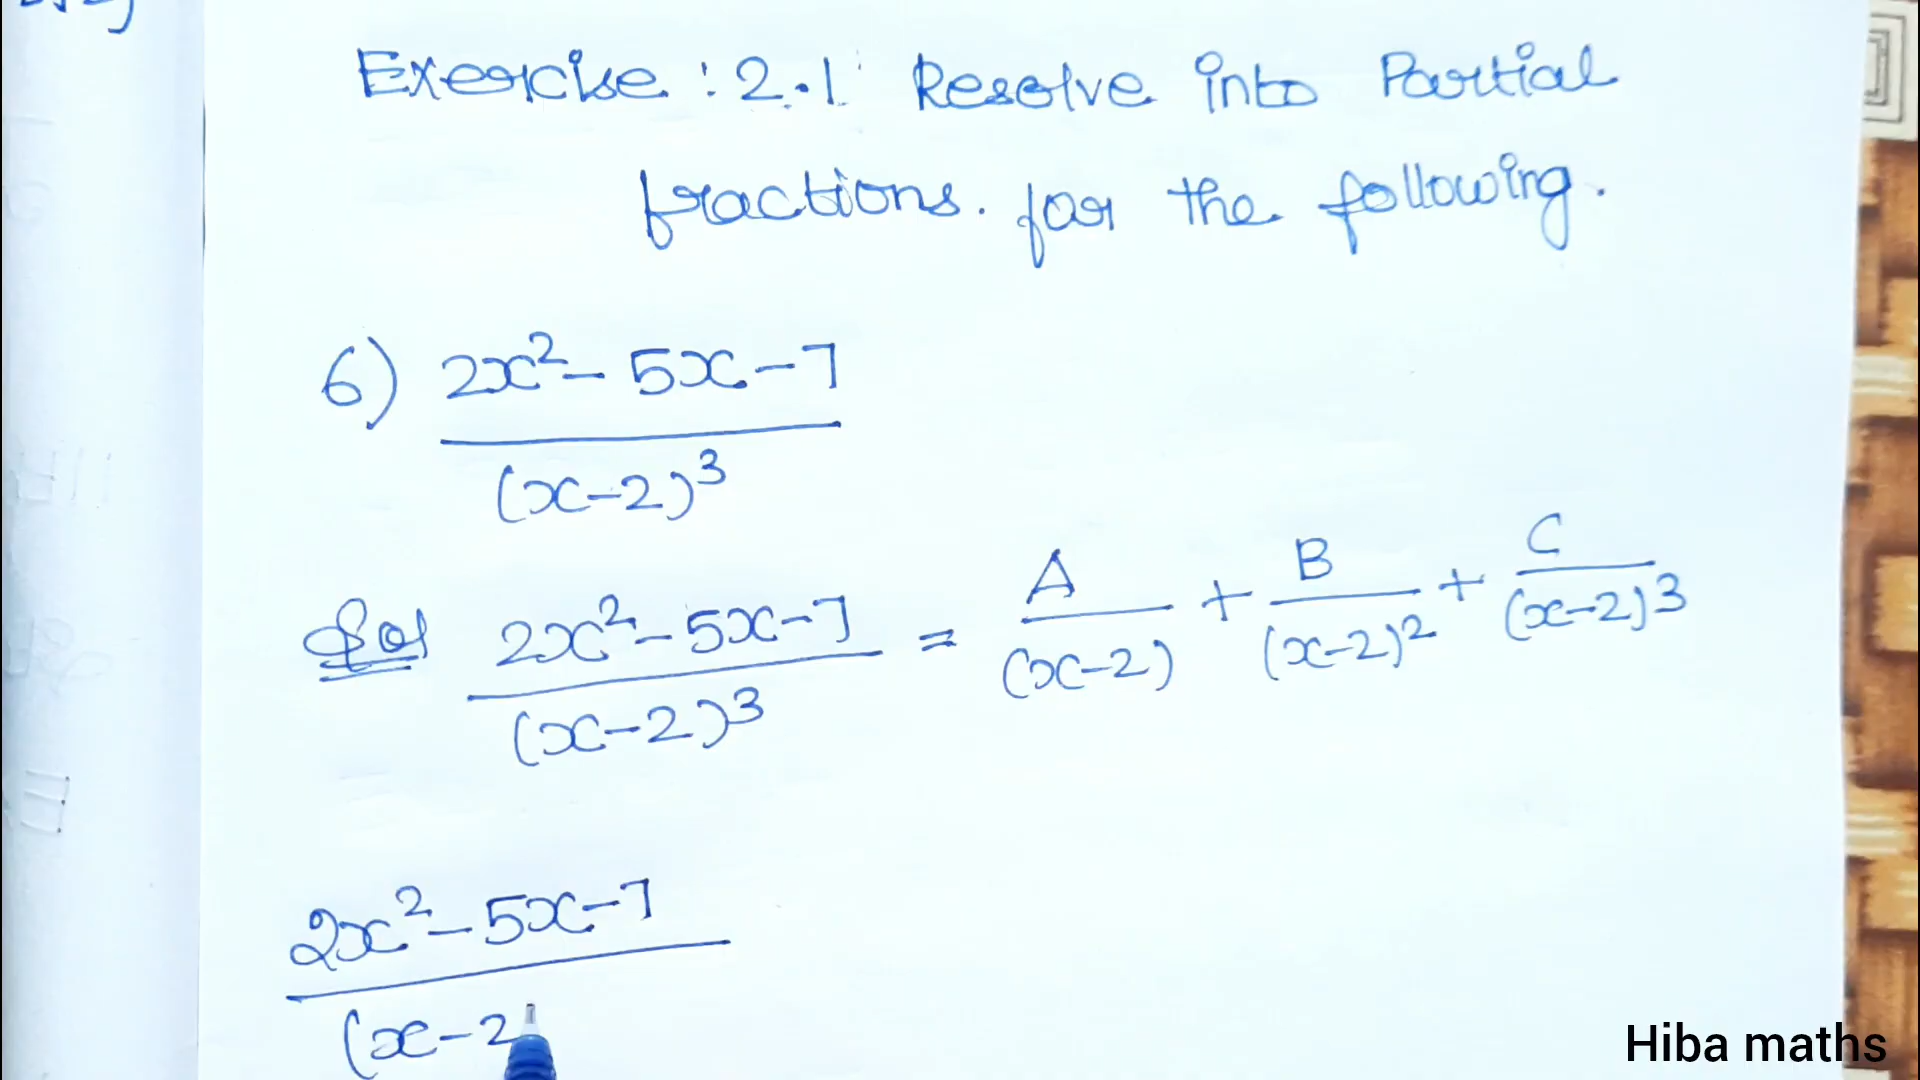 Exercise : 2.1 Resolve into Partial
fractions. for the following.
6) 2x² - 5x - 7
(x-2)³
Sol 2x² - 5x - 7 / (x-2)³ = A / (x-2) + B / (x-2)² + C / (x-2)³
2x² - 5x - 7
(x-2
Hiba maths